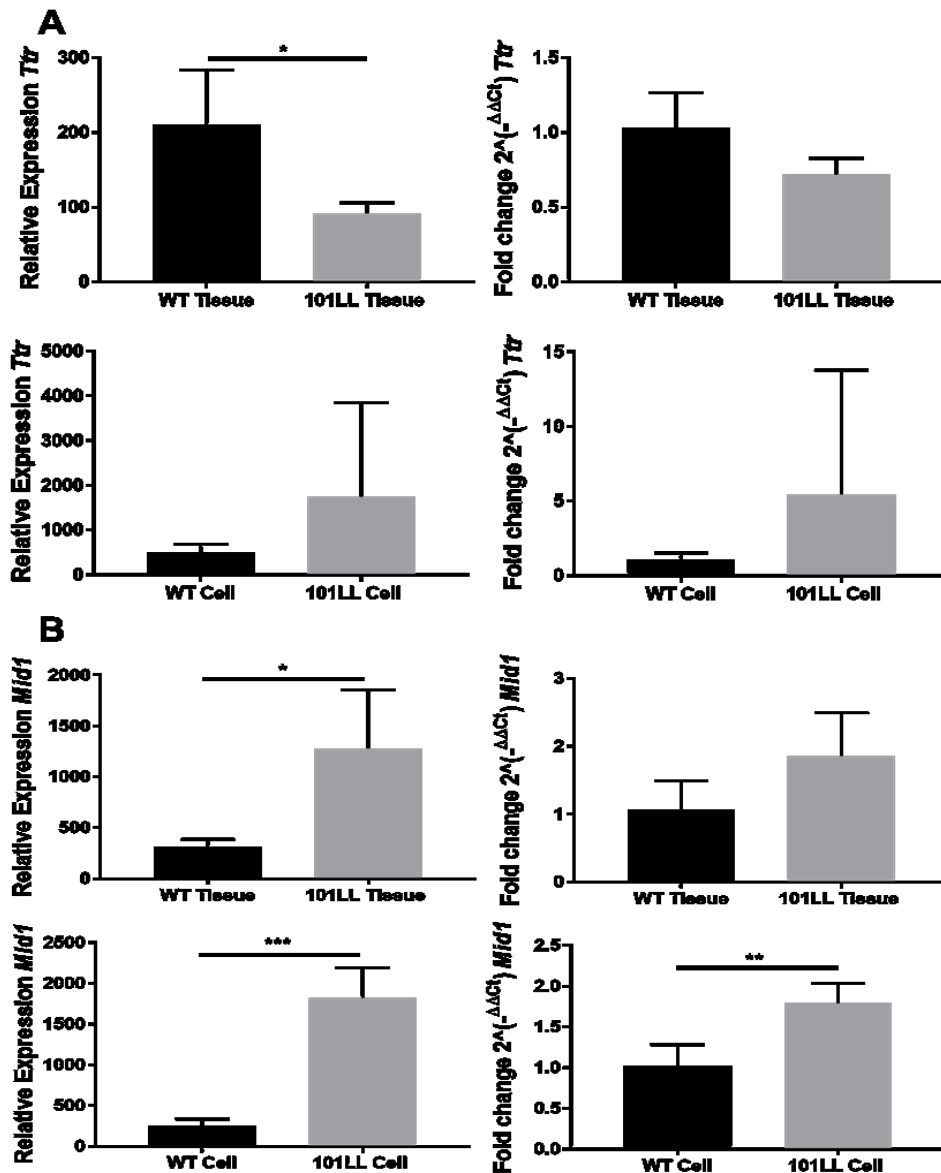 A
Relative Expression Ttr
300
200
100
0
*
WT Tissue 101LL Tissue
Fold change 2^(-ΔΔCt) Ttr
1.5
1.0
0.5
0.0
WT Tissue 101LL Tissue
Relative Expression Ttr
5000
4000
3000
2000
1000
0
WT Cell 101LL Cell
Fold change 2^(-ΔΔCt) Ttr
15
10
5
0
WT Cell 101LL Cell
B
Relative Expression Mid1
2000
1500
1000
500
0
*
WT Tissue 101LL Tissue
Fold change 2^(-ΔΔCt) Mid1
3
2
1
0
WT Tissue 101LL Tissue
Relative Expression Mid1
2500
2000
1500
1000
500
0
***
WT Cell 101LL Cell
Fold change 2^(-ΔΔCt) Mid1
2.5
2.0
1.5
1.0
0.5
0.0
**
WT Cell 101LL Cell